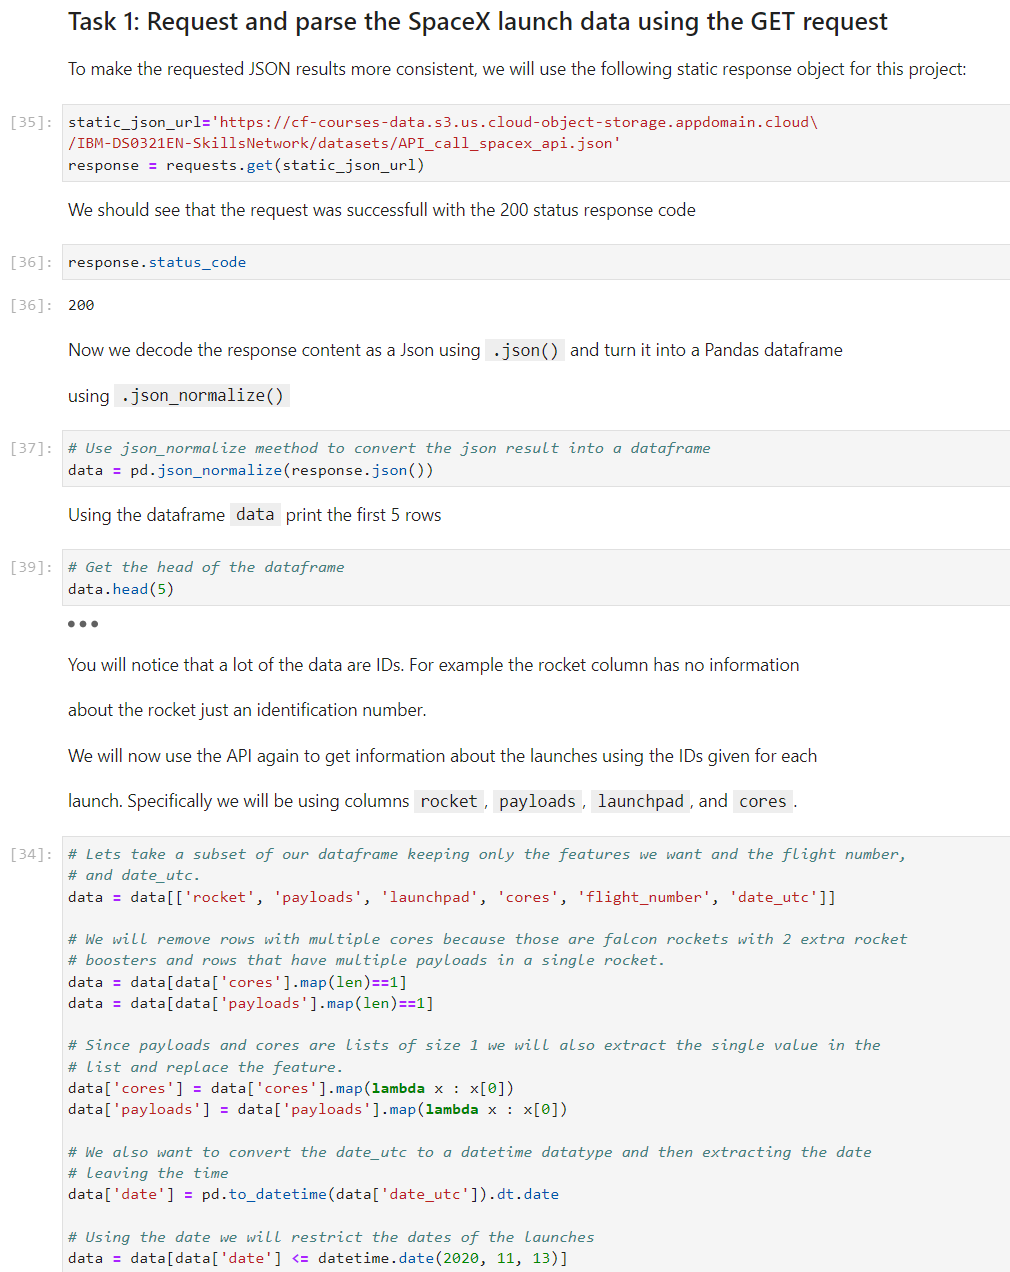 Task 1: Request and parse the SpaceX launch data using the GET request
To make the requested JSON results more consistent, we will use the following static response object for this project:
[35]: static_json_url='https://cf-courses-data.s3.us.cloud-object-storage.appdomain.cloud\
/IBM-DS0321EN-SkillsNetwork/datasets/API_call_spacex_api.json'
response = requests.get(static_json_url)
We should see that the request was successfull with the 200 status response code
[36]: response.status_code
[36]: 200
Now we decode the response content as a Json using .json() and turn it into a Pandas dataframe
using .json_normalize()
[37]: # Use json_normalize meethod to convert the json result into a dataframe
data = pd.json_normalize(response.json())
Using the dataframe data print the first 5 rows
[39]: # Get the head of the dataframe
data.head(5)
•••
You will notice that a lot of the data are IDs. For example the rocket column has no information
about the rocket just an identification number.
We will now use the API again to get information about the launches using the IDs given for each
launch. Specifically we will be using columns rocket, payloads, launchpad, and cores.
[34]: # Lets take a subset of our dataframe keeping only the features we want and the flight number,
# and date_utc.
data = data[['rocket', 'payloads', 'launchpad', 'cores', 'flight_number', 'date_utc']]
# We will remove rows with multiple cores because those are falcon rockets with 2 extra rocket
# boosters and rows that have multiple payloads in a single rocket.
data = data[data['cores'].map(len)==1]
data = data[data['payloads'].map(len)==1]
# Since payloads and cores are lists of size 1 we will also extract the single value in the
# list and replace the feature.
data['cores'] = data['cores'].map(lambda x : x[0])
data['payloads'] = data['payloads'].map(lambda x : x[0])
# We also want to convert the date_utc to a datetime datatype and then extracting the date
# leaving the time
data['date'] = pd.to_datetime(data['date_utc']).dt.date
# Using the date we will restrict the dates of the launches
data = data[data['date'] <= datetime.date(2020, 11, 13)]